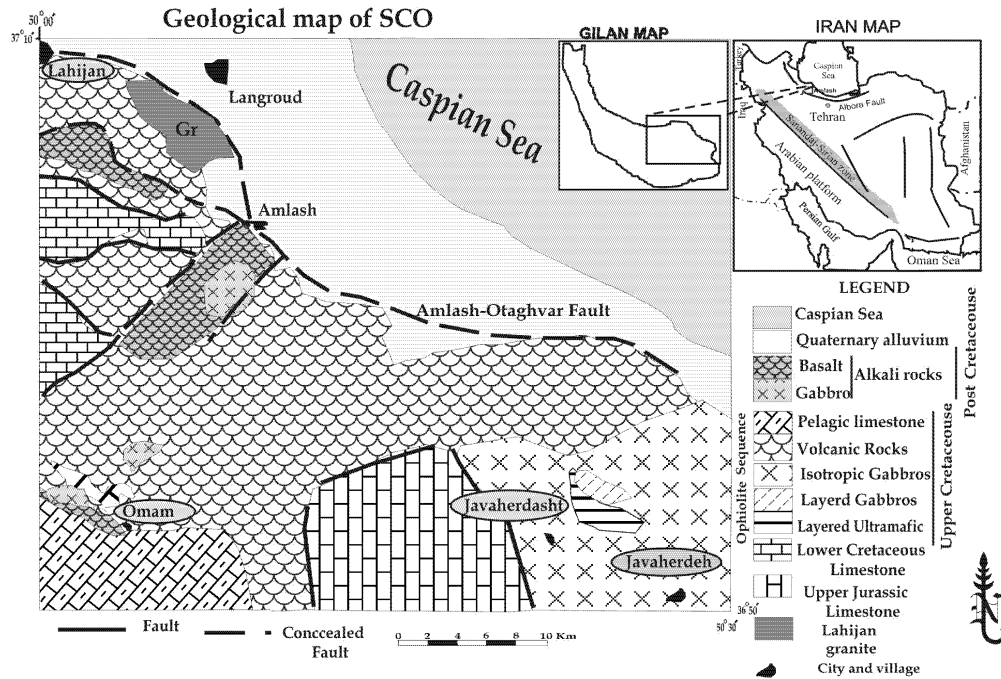 Geological map of SCO
30°00'
37°10'
Lahijan
Langroud
Gr
Caspian Sea
Amlash
Amlash-Otaghvar Fault
Omam
Javaherdasht
Javaherdeh
36°50'
50°30'
Fault
Conccealed
Fault
0 2 4 6 8 10 Km
GILAN MAP
IRAN MAP
Turkey
Caspian
Sea
Amlash
Alborz Fault
Tehran
Iraq
Sanandaj-Sirjan zone
Arabian platform
Afghanistan
Persian Gulf
Oman Sea
LEGEND
Caspian Sea
Quaternary alluvium
Basalt
Gabbro
Alkali rocks
Post Cretaceouse
Pelagic limestone
Volcanic Rocks
Isotropic Gabbros
Layerd Gabbros
Layered Ultramafic
Ophiolite Sequence
Upper Cretaceouse
Lower Cretaceous
Limestone
Upper Jurassic
Limestone
Lahijan
granite
City and village